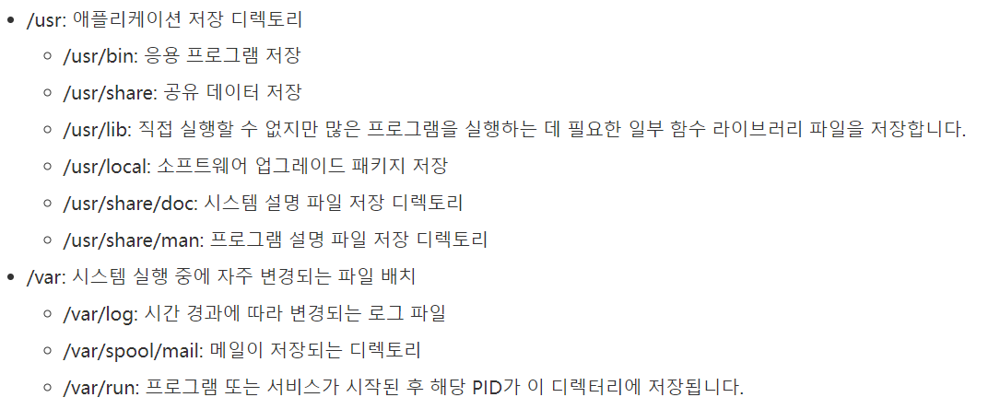 /usr: 애플리케이션 저장 디렉토리
/usr/bin: 응용 프로그램 저장
/usr/share: 공유 데이터 저장
/usr/lib: 직접 실행할 수 없지만 많은 프로그램을 실행하는 데 필요한 일부 함수 라이브러리 파일을 저장합니다.
/usr/local: 소프트웨어 업그레이드 패키지 저장
/usr/share/doc: 시스템 설명 파일 저장 디렉토리
/usr/share/man: 프로그램 설명 파일 저장 디렉토리
/var: 시스템 실행 중에 자주 변경되는 파일 배치
/var/log: 시간 경과에 따라 변경되는 로그 파일
/var/spool/mail: 메일이 저장되는 디렉토리
/var/run: 프로그램 또는 서비스가 시작된 후 해당 PID가 이 디렉터리에 저장됩니다.